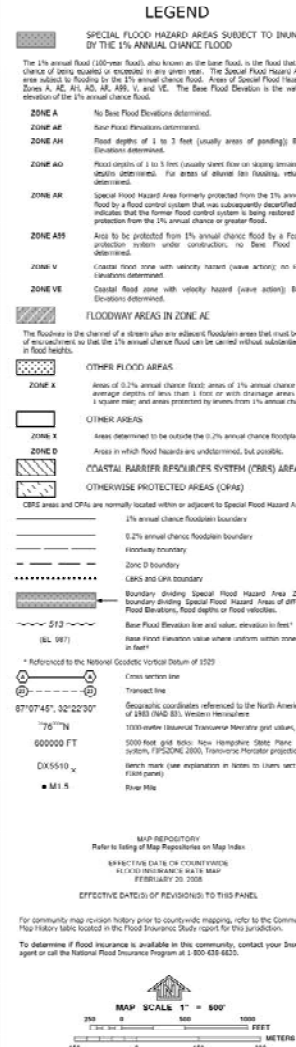 LEGEND
SPECIAL FLOOD HAZARD AREAS SUBJECT TO INUN
BY THE 1% ANNUAL CHANCE FLOOD
The 1% annual flood (100-year flood), also known as the base flood, is the flood that
chance of being equaled or exceeded in any given year. The Special Flood Hazard A
area subject to flooding by the 1% annual chance flood. Areas of Special Flood Haza
Zones A, AE, AH, AO, AR, A99, V, and VE. The Base Flood Elevation is the wat
elevation of the 1% annual chance flood.
ZONE A No Base Flood Elevations determined.
ZONE AE Base Flood Elevations determined.
ZONE AH Flood depths of 1 to 3 feet (usually areas of ponding); B
Elevations determined.
ZONE AO Flood depths of 1 to 3 feet (usually sheet flow on sloping terrain
depths determined. For areas of alluvial fan flooding, velo
determined.
ZONE AR Special Flood Hazard Area formerly protected from the 1% ann
flood by a flood control system that was subsequently decertified
indicates that the former flood control system is being restored
protection from the 1% annual chance or greater flood.
ZONE A99 Area to be protected from 1% annual chance flood by a Fed
protection system under construction; no Base Flood
determined.
ZONE V Coastal flood zone with velocity hazard (wave action); no B
Elevations determined.
ZONE VE Coastal flood zone with velocity hazard (wave action); B
Elevations determined.
FLOODWAY AREAS IN ZONE AE
The floodway is the channel of a stream plus any adjacent floodplain areas that must b
of encroachment so that the 1% annual chance flood can be carried without substantia
in flood heights.
OTHER FLOOD AREAS
ZONE X Areas of 0.2% annual chance flood; areas of 1% annual chance
average depths of less than 1 foot or with drainage areas
1 square mile; and areas protected by levees from 1% annual cha
OTHER AREAS
ZONE X Areas determined to be outside the 0.2% annual chance floodpla
ZONE D Areas in which flood hazards are undetermined, but possible.
COASTAL BARRIER RESOURCES SYSTEM (CBRS) AREA
OTHERWISE PROTECTED AREAS (OPAs)
CBRS areas and OPAs are normally located within or adjacent to Special Flood Hazard A
1% annual chance floodplain boundary
0.2% annual chance floodplain boundary
Floodway boundary
Zone D boundary
CBRS and OPA boundary
Boundary dividing Special Flood Hazard Area Z
boundary dividing Special Flood Hazard Areas of diff
Flood Elevations, flood depths or flood velocities.
513 Base Flood Elevation line and value; elevation in feet*
(EL 987) Base Flood Elevation value where uniform within zone
in feet*
* Referenced to the National Geodetic Vertical Datum of 1929
A A Cross section line
23 23 Transect line
87°07'45", 32°22'30" Geographic coordinates referenced to the North Ameri
of 1983 (NAD 83), Western Hemisphere
76 N 1000-meter Universal Transverse Mercator grid values,
600000 FT 5000-foot grid ticks: New Hampshire State Plane
system, FIPSZONE 2800, Transverse Mercator projectio
DX5510 x Bench mark (see explanation in Notes to Users sect
FIRM panel)
M1.5 River Mile
MAP REPOSITORY
Refer to listing of Map Repositories on Map Index
EFFECTIVE DATE OF COUNTYWIDE
FLOOD INSURANCE RATE MAP
FEBRUARY 20, 2008
EFFECTIVE DATE(S) OF REVISION(S) TO THIS PANEL
For community map revision history prior to countywide mapping, refer to the Commu
Map History table located in the Flood Insurance Study report for this jurisdiction.
To determine if flood insurance is available in this community, contact your Insu
agent or call the National Flood Insurance Program at 1-800-638-6620.
MAP SCALE 1" = 500'
250 0 500 1000
FEET
METERS